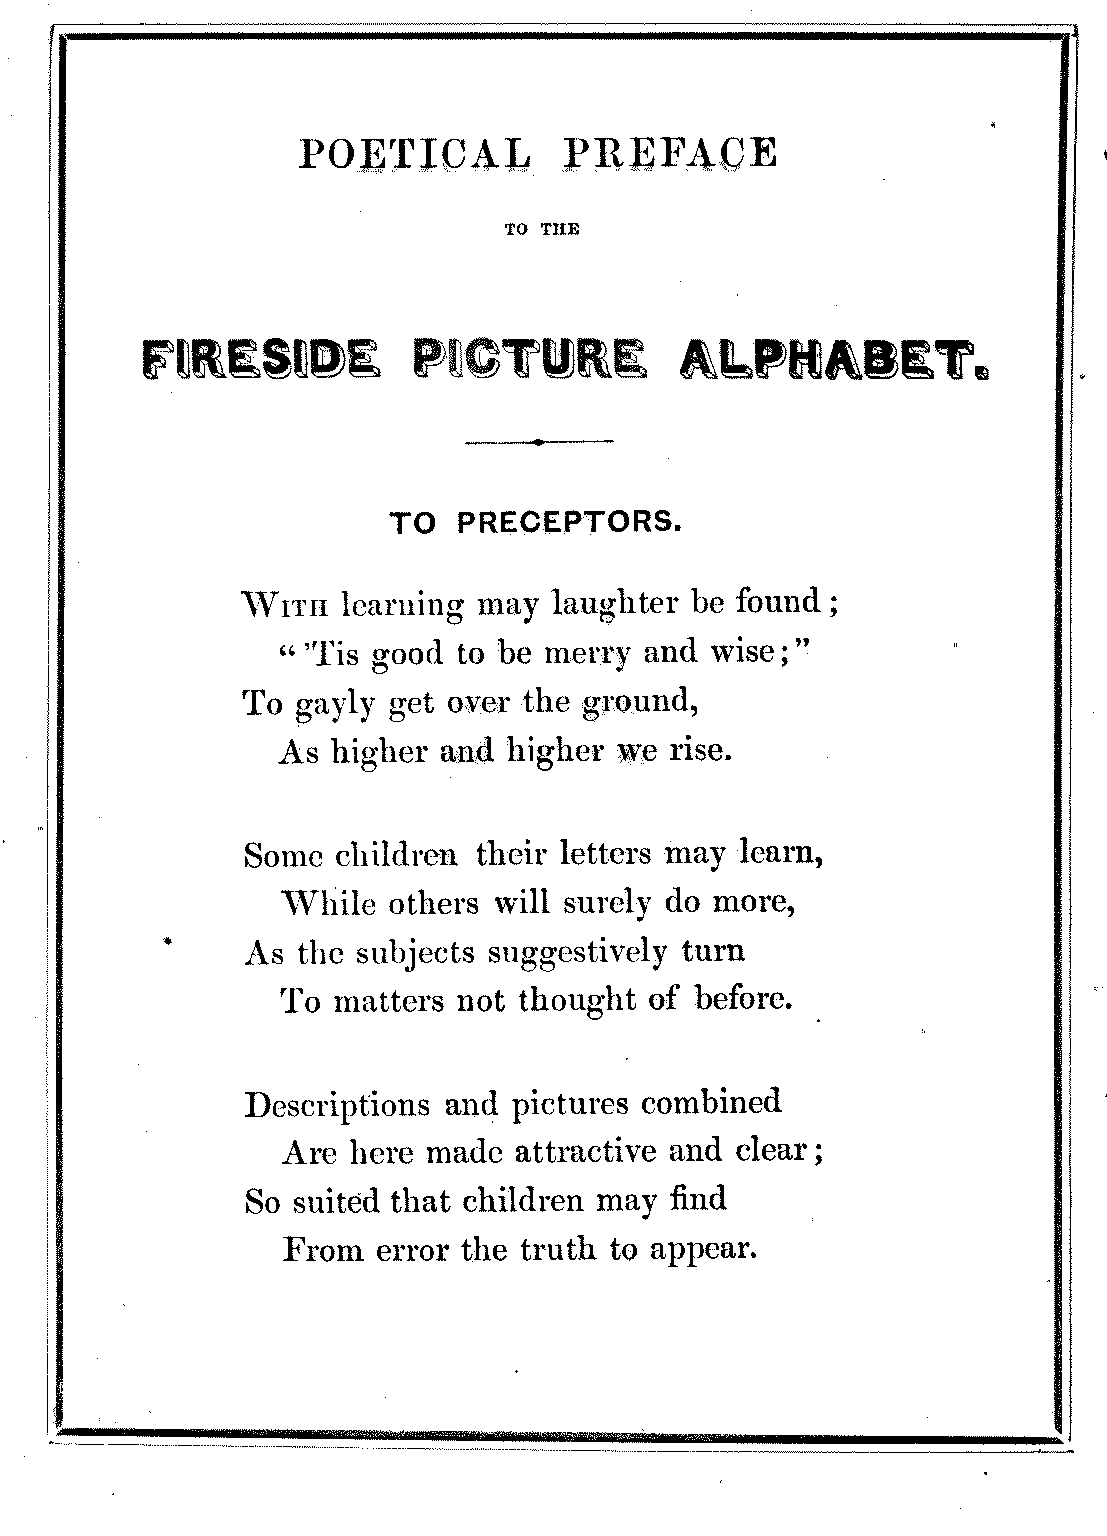 POETICAL PREFACE
TO THE
FIRESIDE PICTURE ALPHABET.
TO PRECEPTORS.
WITH learning may laughter be found;
“’Tis good to be merry and wise;”
To gayly get over the ground,
As higher and higher we rise.
Some children their letters may learn,
While others will surely do more,
As the subjects suggestively turn
To matters not thought of before.
Descriptions and pictures combined
Are here made attractive and clear;
So suited that children may find
From error the truth to appear.